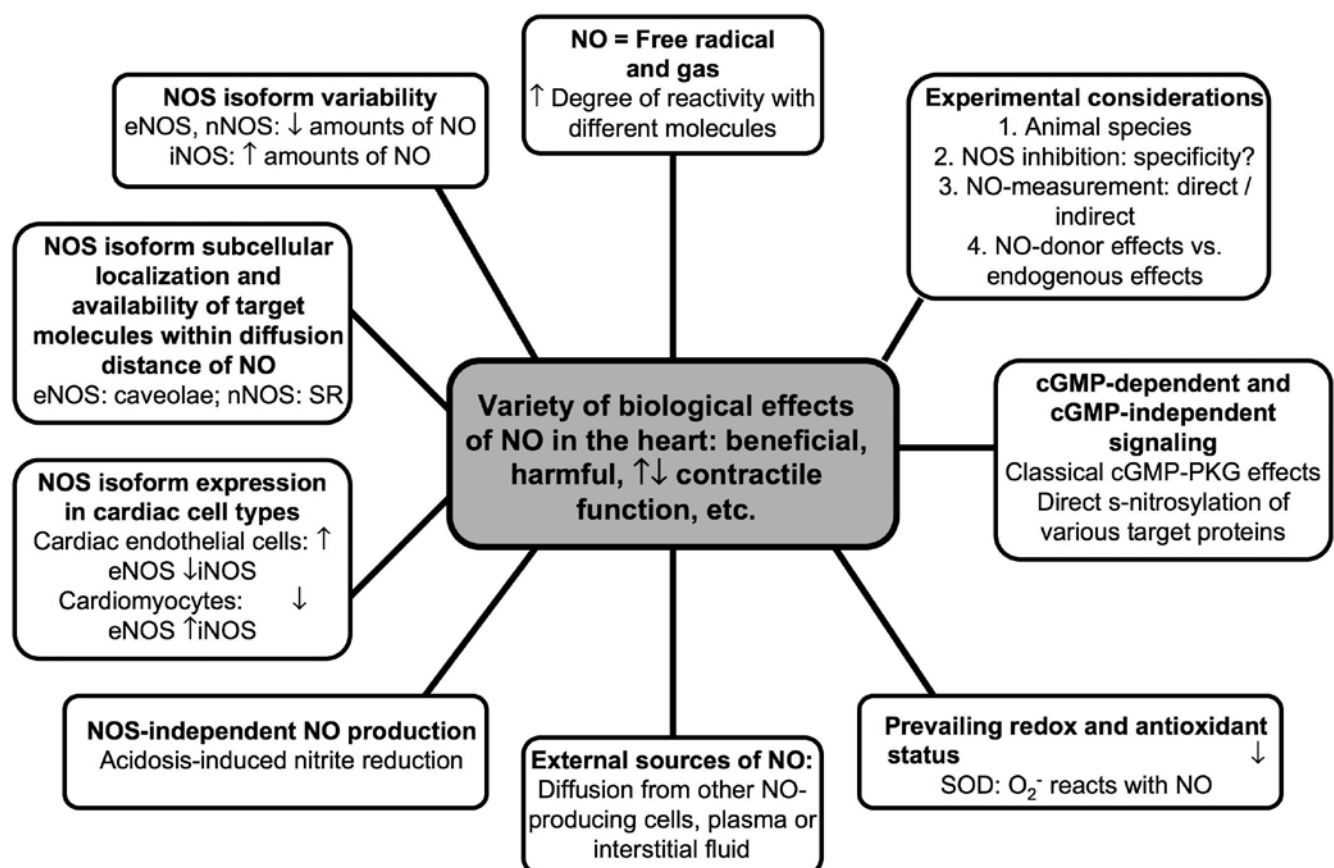 NO = Free radical
and gas
↑ Degree of reactivity with
different molecules
NOS isoform variability
eNOS, nNOS: ↓ amounts of NO
iNOS: ↑ amounts of NO
Experimental considerations
1. Animal species
2. NOS inhibition: specificity?
3. NO-measurement: direct /
indirect
4. NO-donor effects vs.
endogenous effects
NOS isoform subcellular
localization and
availability of target
molecules within diffusion
distance of NO
eNOS: caveolae; nNOS: SR
Variety of biological effects
of NO in the heart: beneficial,
harmful, ↑↓ contractile
function, etc.
cGMP-dependent and
cGMP-independent
signaling
Classical cGMP-PKG effects
Direct s-nitrosylation of
various target proteins
NOS isoform expression
in cardiac cell types
Cardiac endothelial cells: ↑
eNOS ↓iNOS
Cardiomyocytes: ↓
eNOS ↑iNOS
NOS-independent NO production
Acidosis-induced nitrite reduction
External sources of NO:
Diffusion from other NO-
producing cells, plasma or
interstitial fluid
Prevailing redox and antioxidant
status ↓
SOD: O₂⁻ reacts with NO